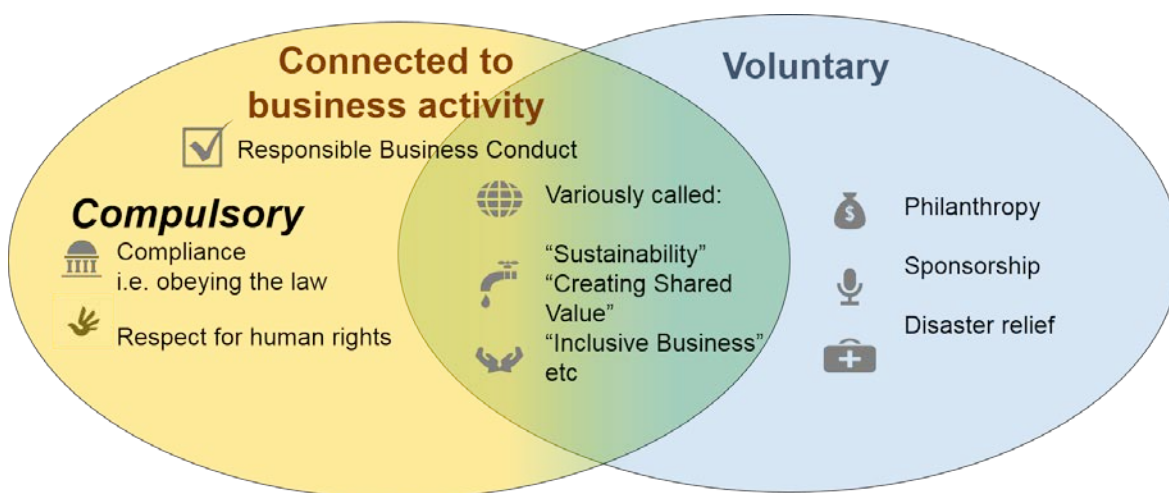 Connected to
business activity
Responsible Business Conduct
Compulsory
Compliance
i.e. obeying the law
Respect for human rights
Variously called:
“Sustainability”
“Creating Shared
Value”
“Inclusive Business”
etc
Voluntary
$
Philanthropy
Sponsorship
Disaster relief